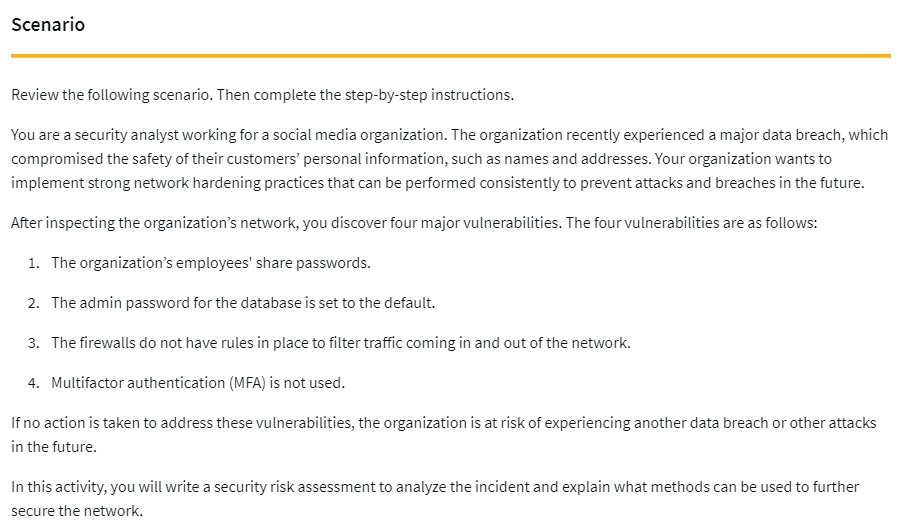 Scenario
Review the following scenario. Then complete the step-by-step instructions.
You are a security analyst working for a social media organization. The organization recently experienced a major data breach, which
compromised the safety of their customers' personal information, such as names and addresses. Your organization wants to
implement strong network hardening practices that can be performed consistently to prevent attacks and breaches in the future.
After inspecting the organization's network, you discover four major vulnerabilities. The four vulnerabilities are as follows:
1. The organization's employees' share passwords.
2. The admin password for the database is set to the default.
3. The firewalls do not have rules in place to filter traffic coming in and out of the network.
4. Multifactor authentication (MFA) is not used.
If no action is taken to address these vulnerabilities, the organization is at risk of experiencing another data breach or other attacks
in the future.
In this activity, you will write a security risk assessment to analyze the incident and explain what methods can be used to further
secure the network.